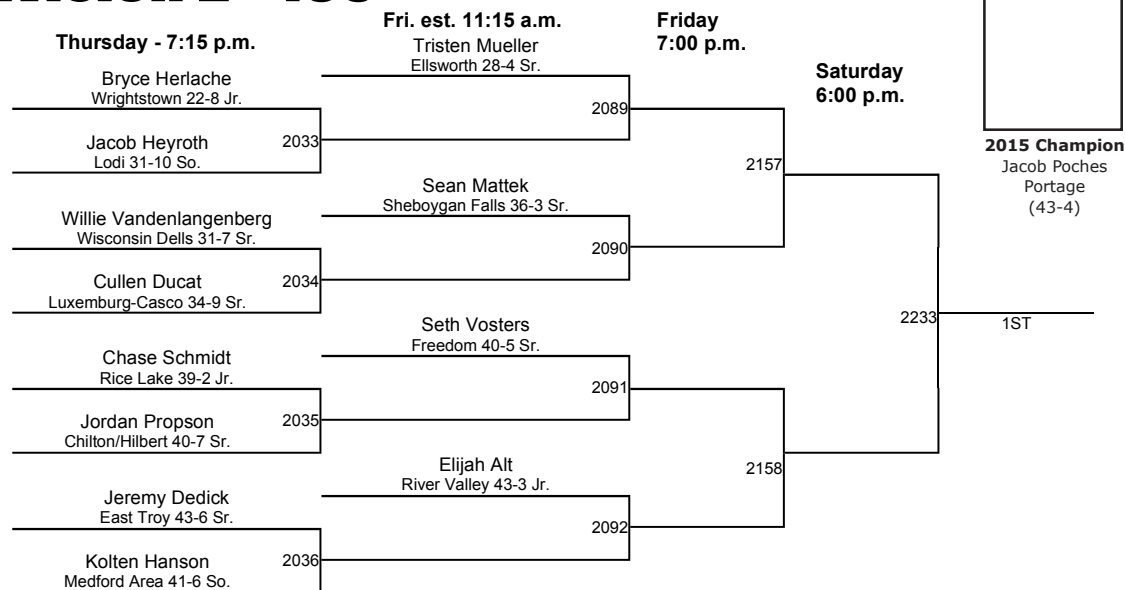 Fri. est. 11:15 a.m.
Friday
7:00 p.m.
Thursday - 7:15 p.m.
Saturday
6:00 p.m.
Tristen Mueller
Ellsworth 28-4 Sr.
Bryce Herlache
Wrightstown 22-8 Jr.
2089
Jacob Heyroth
Lodi 31-10 So.
2033
2157
2015 Champion
Jacob Poches
Portage
(43-4)
Sean Mattek
Sheboygan Falls 36-3 Sr.
Willie Vandenlangenberg
Wisconsin Dells 31-7 Sr.
2090
Cullen Ducat
Luxemburg-Casco 34-9 Sr.
2034
2233
1ST
Seth Vosters
Freedom 40-5 Sr.
Chase Schmidt
Rice Lake 39-2 Jr.
2091
Jordan Propson
Chilton/Hilbert 40-7 Sr.
2035
2158
Elijah Alt
River Valley 43-3 Jr.
Jeremy Dedick
East Troy 43-6 Sr.
2092
Kolten Hanson
Medford Area 41-6 So.
2036